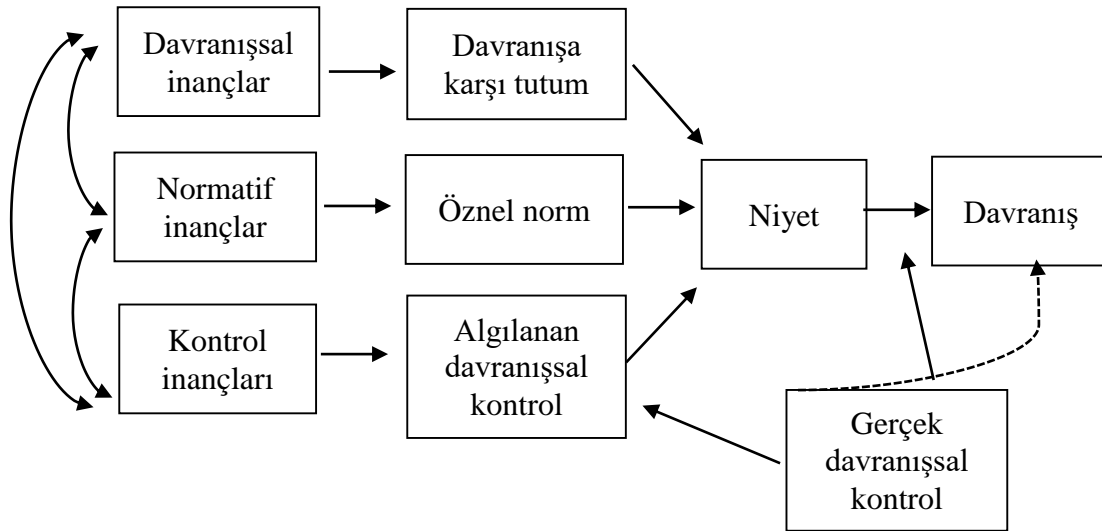 Davranışsal
inançlar
Davranışa
karşı tutum
Normatif
inançlar
Öznel norm
Niyet
Davranış
Kontrol
inançları
Algılanan
davranışsal
kontrol
Gerçek
davranışsal
kontrol